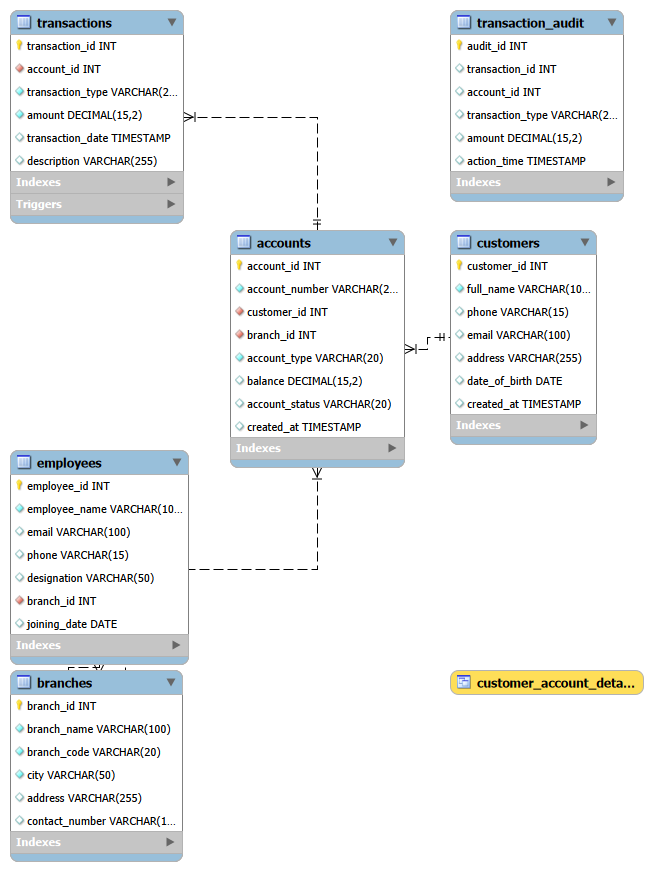 transactions
transaction_id INT
account_id INT
transaction_type VARCHAR(2...
amount DECIMAL(15,2)
transaction_date TIMESTAMP
description VARCHAR(255)
Indexes
Triggers
transaction_audit
audit_id INT
transaction_id INT
account_id INT
transaction_type VARCHAR(2...
amount DECIMAL(15,2)
action_time TIMESTAMP
Indexes
accounts
account_id INT
account_number VARCHAR(2...
customer_id INT
branch_id INT
account_type VARCHAR(20)
balance DECIMAL(15,2)
account_status VARCHAR(20)
created_at TIMESTAMP
Indexes
customers
customer_id INT
full_name VARCHAR(10...
phone VARCHAR(15)
email VARCHAR(100)
address VARCHAR(255)
date_of_birth DATE
created_at TIMESTAMP
Indexes
employees
employee_id INT
employee_name VARCHAR(10...
email VARCHAR(100)
phone VARCHAR(15)
designation VARCHAR(50)
branch_id INT
joining_date DATE
Indexes
branches
branch_id INT
branch_name VARCHAR(100)
branch_code VARCHAR(20)
city VARCHAR(50)
address VARCHAR(255)
contact_number VARCHAR(1...
Indexes
customer_account_deta...